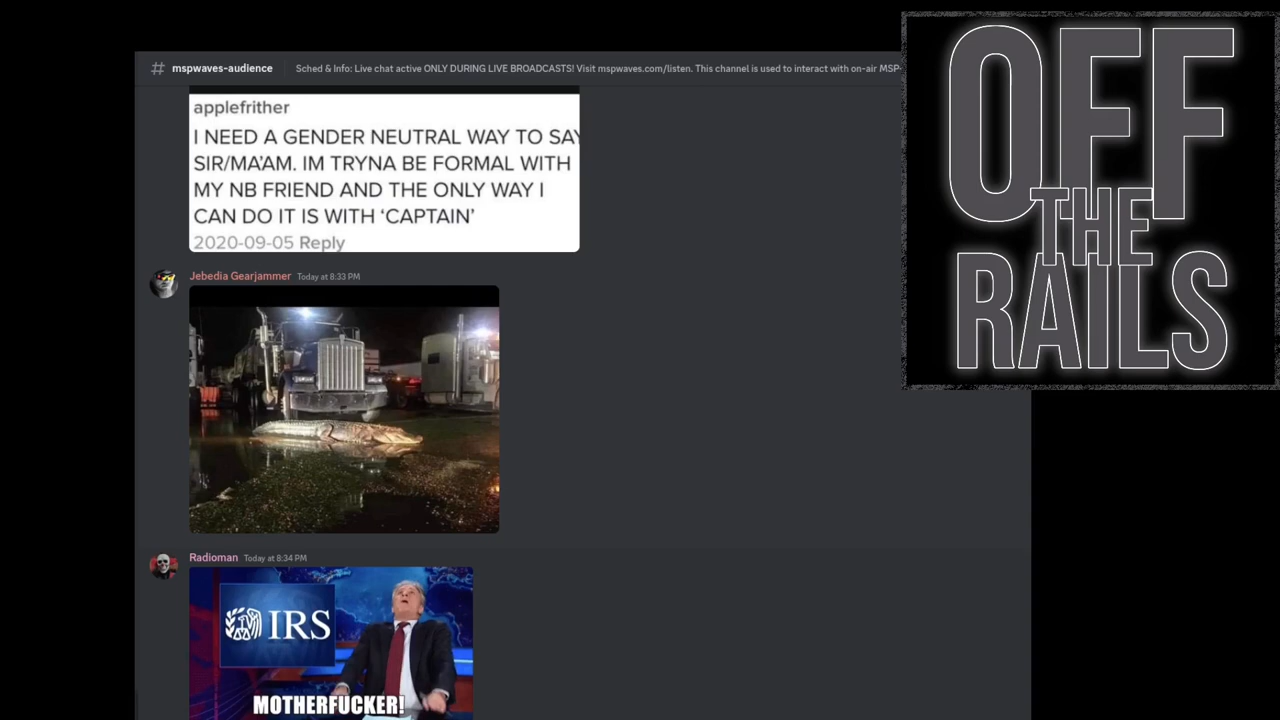 # mspwaves-audience
Sched & Info: Live chat active ONLY DURING LIVE BROADCASTS! Visit mspwaves.com/listen. This channel is used to interact with on-air MSP-
applefrither
I NEED A GENDER NEUTRAL WAY TO SAY
SIR/MA'AM. IM TRYNA BE FORMAL WITH
MY NB FRIEND AND THE ONLY WAY I
CAN DO IT IS WITH ‘CAPTAIN’
2020-09-05 Reply
Jebedia Gearjammer Today at 8:33 PM
Radioman Today at 8:34 PM
IRS
MOTHERFUCKER!
OFF
THE
RAILS